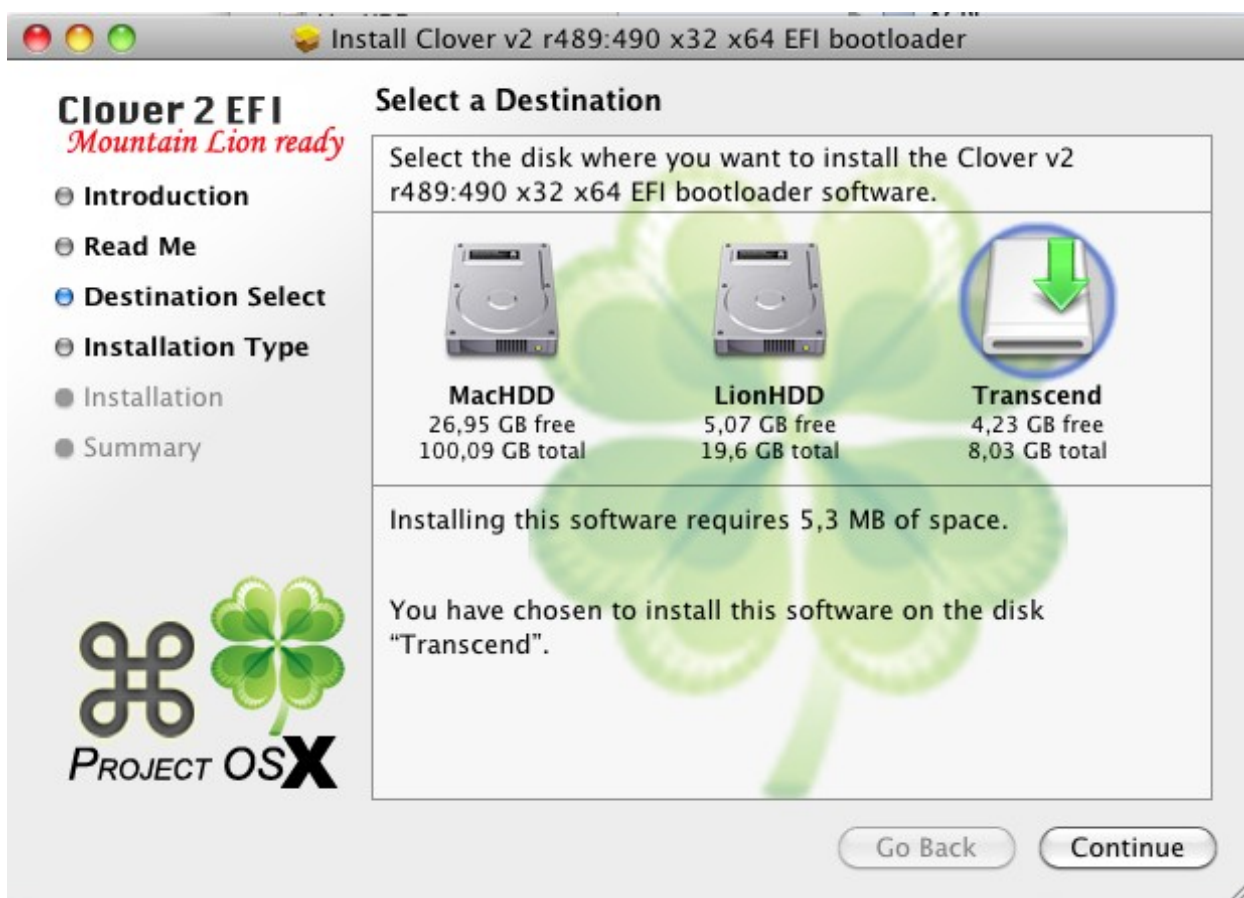 Install Clover v2 r489:490 x32 x64 EFI bootloader
Clover 2 EFI
Mountain Lion ready
Introduction
Read Me
Destination Select
Installation Type
Installation
Summary
PROJECT OSX
Select a Destination
Select the disk where you want to install the Clover v2
r489:490 x32 x64 EFI bootloader software.
MacHDD
26,95 GB free
100,09 GB total
LionHDD
5,07 GB free
19,6 GB total
Transcend
4,23 GB free
8,03 GB total
Installing this software requires 5,3 MB of space.
You have chosen to install this software on the disk
“Transcend”.
Go Back
Continue